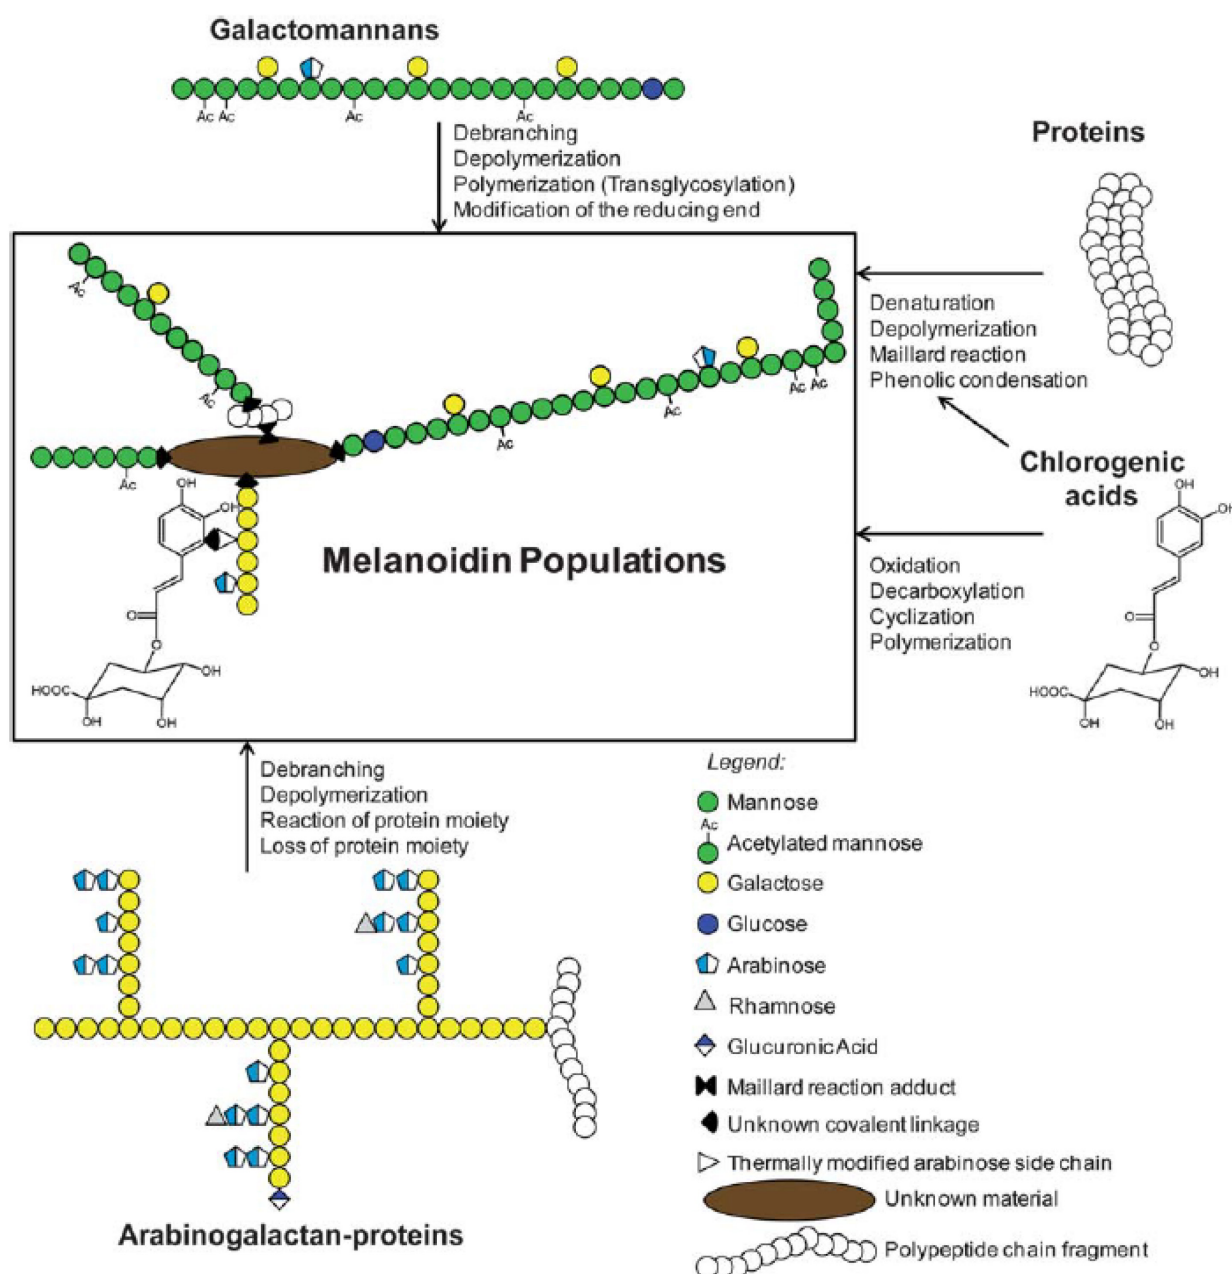 Galactomannans
Ac Ac Ac Ac
Debranching
Depolymerization
Polymerization (Transglycosylation)
Modification of the reducing end
Proteins
Denaturation
Depolymerization
Maillard reaction
Phenolic condensation
Chlorogenic
acids
OH
OH
O
O
HOOC
OH
OH
OH
Oxidation
Decarboxylation
Cyclization
Polymerization
Ac
Ac
Ac
Ac
Ac
Ac Ac
OH
OH
Melanoidin Populations
O
O
OH
HOOC
OH
OH
Debranching
Depolymerization
Reaction of protein moiety
Loss of protein moiety
Arabinogalactan-proteins
Legend:
Mannose
Ac
Acetylated mannose
Galactose
Glucose
Arabinose
Rhamnose
Glucuronic Acid
Maillard reaction adduct
Unknown covalent linkage
Thermally modified arabinose side chain
Unknown material
Polypeptide chain fragment